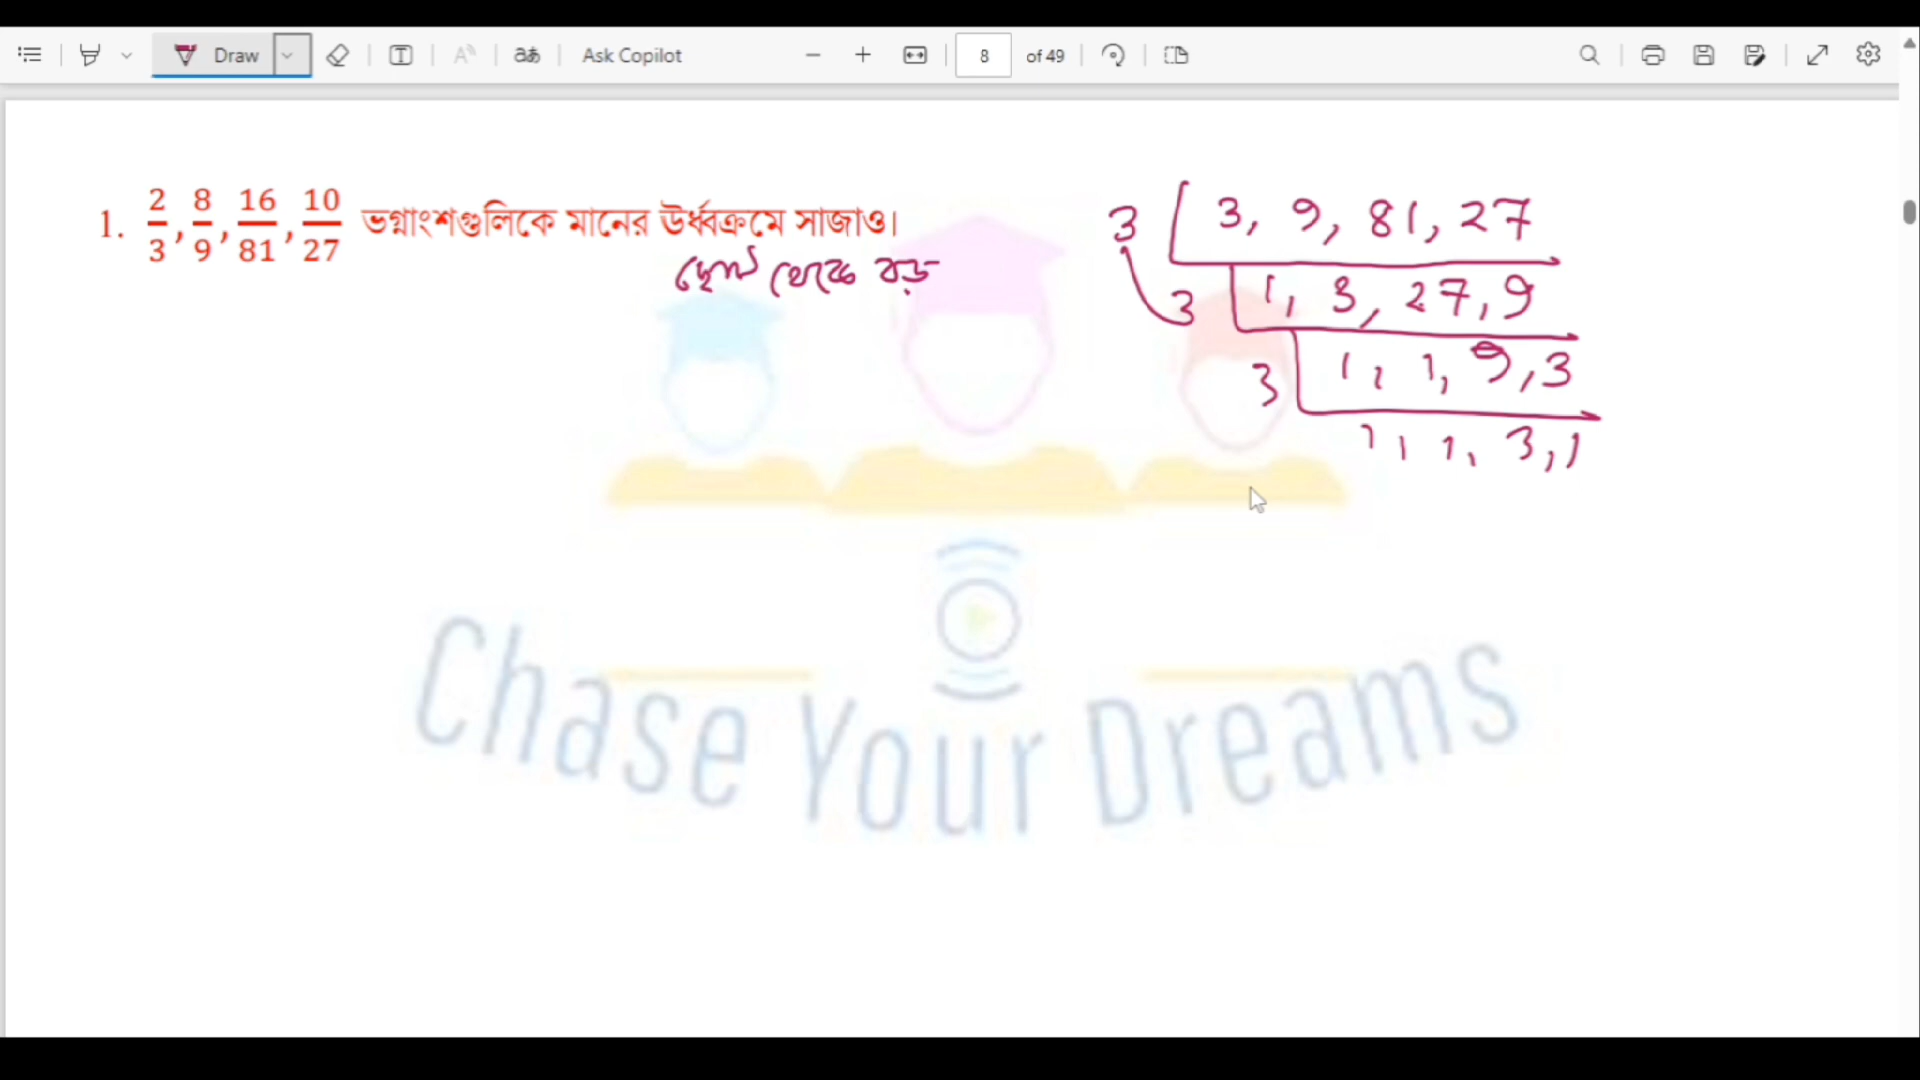 Draw Ask Copilot 8 of 49
1. 2/3, 8/9, 16/81, 10/27 ভগ্নাংশগুলিকে মানের ঊর্ধ্বক্রমে সাজাও।
ছোট থেকে বড়
3 3, 9, 81, 27
3 1, 3, 27, 9
3 1, 1, 9, 3
1, 1, 3, 1
Chase Your Dreams